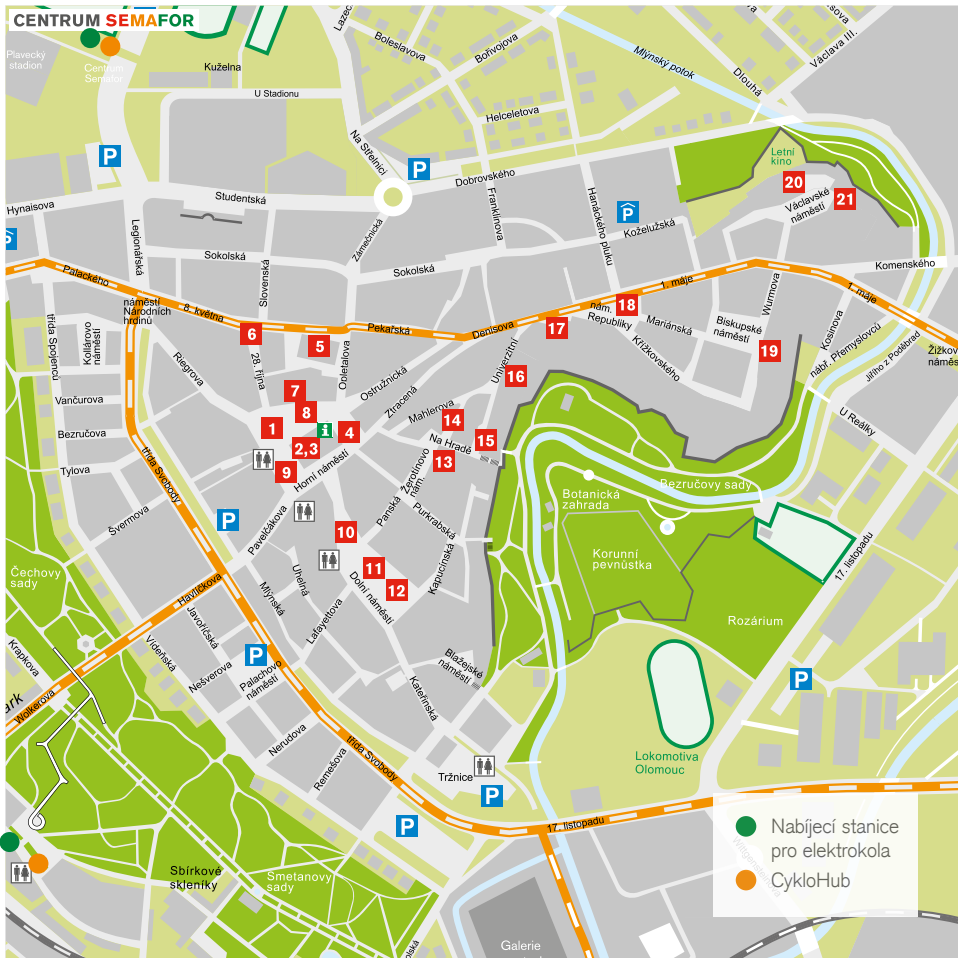 CENTRUM SEMAFOR
Plavecký
stadion
Centrum
Semafor
Kuželna
U Stadionu
Boleslavova
Bořivojova
Helceletova
Mlýnský potok
Dlouhá
Václava III.
Na Střelnici
P
P
Dobrovského
Letní
kino
20
21
Václavské
náměstí
Hynaisova
Studentská
Legionářská
Zámečnická
Franklinova
Hanáckého pluku
P
Koželužská
Sokolská
Sokolská
Slovenská
Komenského
Palackého
8. května
Pekařská
Denisova
1. máje
1. máje
náměstí
Národních
hrdinů
třída Spojenců
Kollárovo
náměstí
Riegrova
6
5
28. října
Opletalova
Ostružnická
Ztracená
Univerzitní
17
18
nám.
Republiky
Mariánská
Křížkovského
Biskupské
náměstí
Wurmova
19
Kosinova
nábř. Přemyslovců
Jiřího z Poděbrad
U Reálky
Vančurova
Bezručova
Tylova
Švermova
třída Svobody
7
8
1
i
4
2,3
9
Horní náměstí
16
Mahlerova
14
Na Hradě
15
13
Žerotínovo
nám.
Panská
Purkrabská
Kapucínská
Bezručovy sady
Botanická
zahrada
Korunní
pevnůstka
Rozárium
17. listopadu
P
Pavelčákova
10
11
12
Uhelná
Dolní náměstí
Mlýnská
Lafayettova
Blažejské
náměstí
Kateřinská
Čechovy
sady
Havlíčkova
Javoříčská
Vídeňská
Nešverova
Palachovo
náměstí
P
P
Krapkova
Wolkerova
Nerudova
Remešova
třída Svobody
Tržnice
P
P
17. listopadu
Lokomotiva
Olomouc
Sbírkové
skleníky
Smetanovy
sady
Galerie
Nabíjecí stanice
pro elektrokola
CykloHub